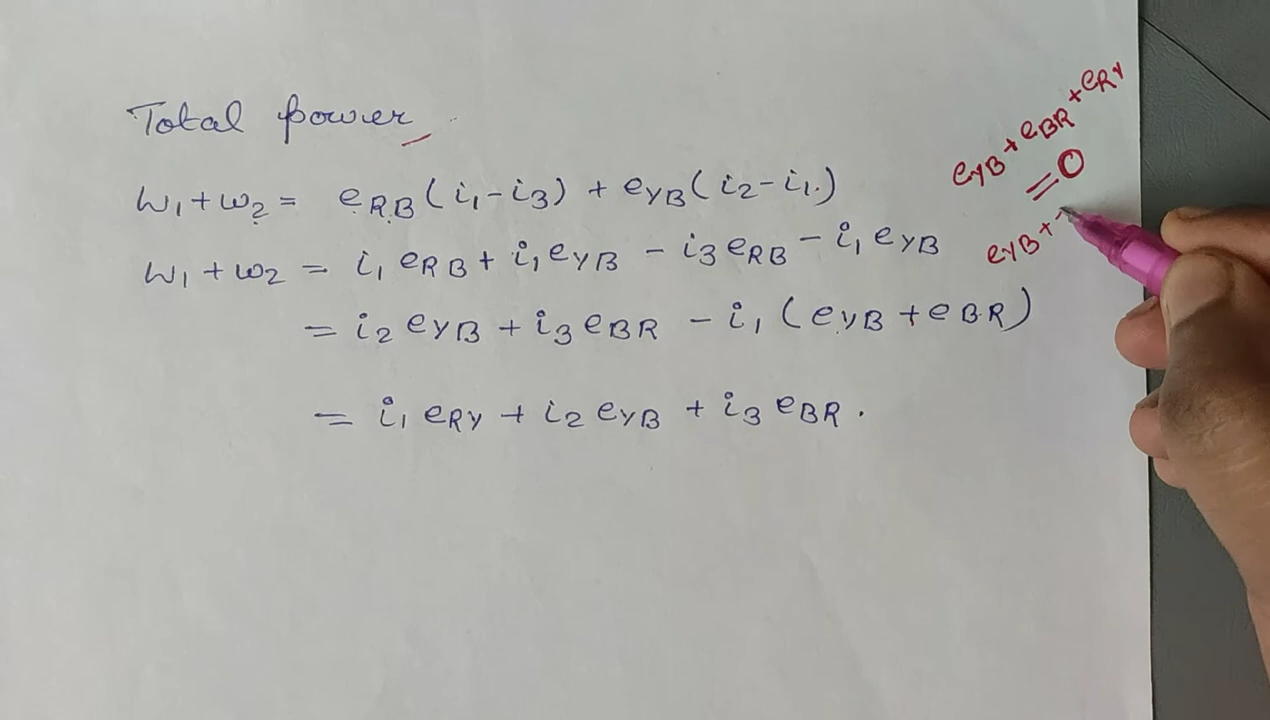 Total power
W₁+W₂ = eRB(i₁-i₃) + eYB(i₂-i₁)
W₁+W₂ = i₁ eRB + i₁ eYB - i₃ eRB - i₁ eYB
= i₂ eYB + i₃ eBR - i₁ (eYB + eBR)
= i₁ eRY + i₂ eYB + i₃ eBR.
eYB + eBR + eRY
= 0
eYB +